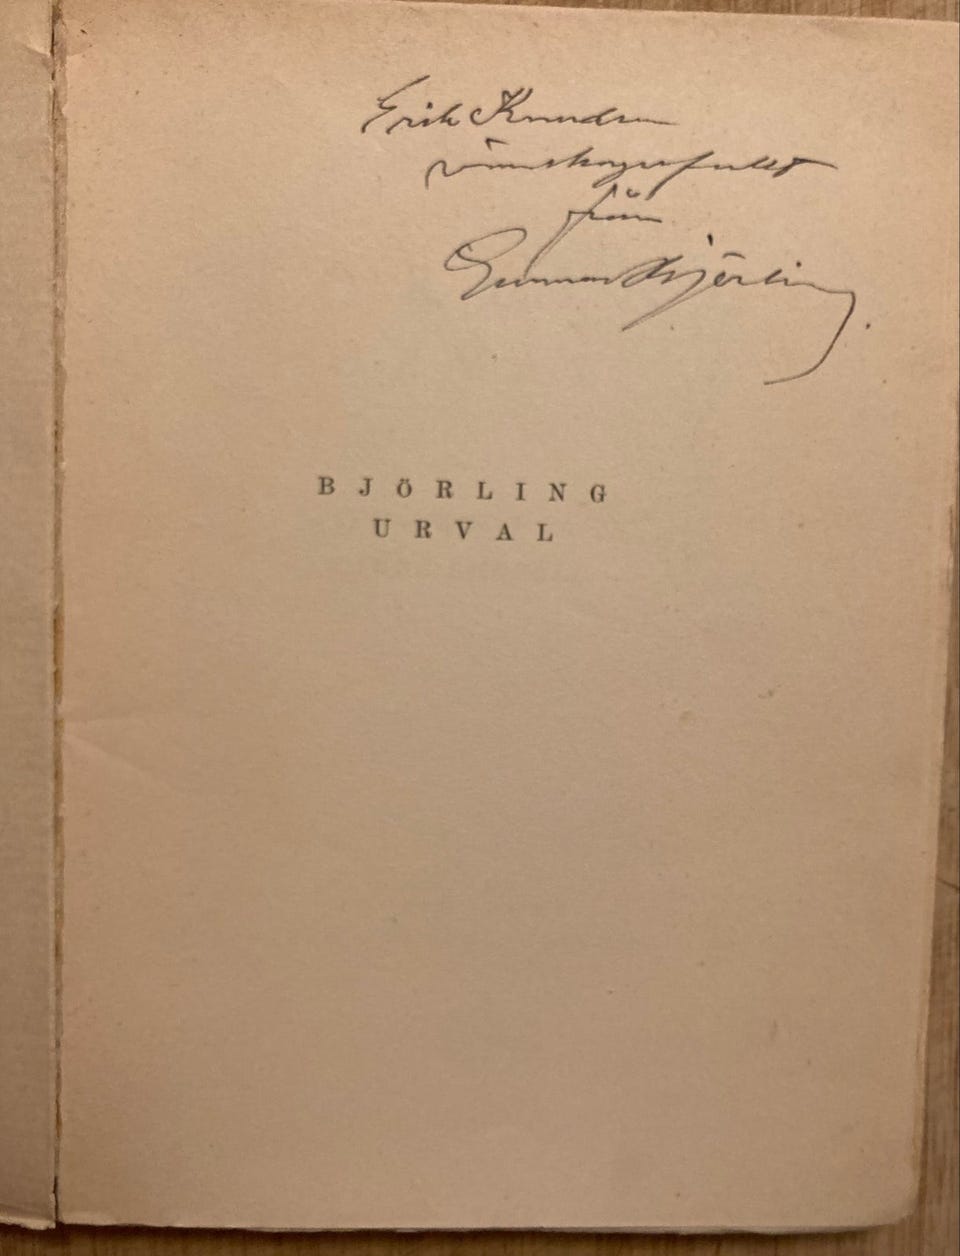 Erik Knudsen
vänskapsfullt
från
Gunnar Björling.
BJÖRLING
URVAL